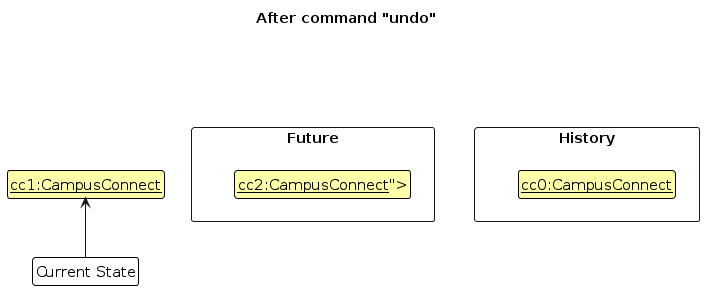 After command "undo"
Future
History
cc1:CampusConnect
cc2:CampusConnect">
cc0:CampusConnect
Current State